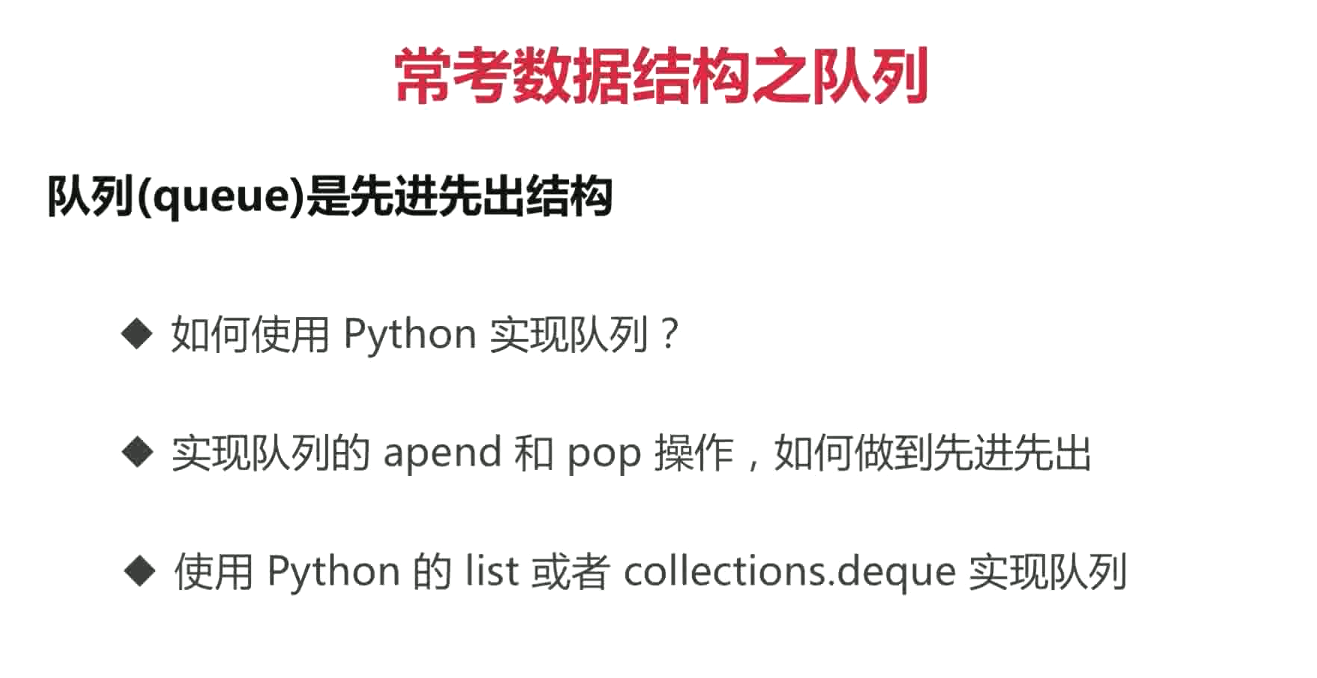 常考数据结构之队列
队列(queue)是先进先出结构
◆ 如何使用 Python 实现队列？
◆ 实现队列的 apend 和 pop 操作，如何做到先进先出
◆ 使用 Python 的 list 或者 collections.deque 实现队列